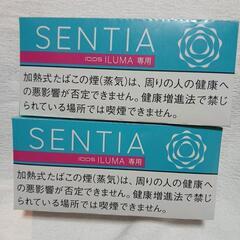 SENTIA
IQOS ILUMA 専用
加熱式たばこの煙(蒸気)は、周りの人の健康へ
の悪影響が否定できません。健康増進法で禁じ
られている場所では喫煙できません。
SENTIA
IQOS ILUMA 専用
加熱式たばこの煙(蒸気)は、周りの人の健康へ
の悪影響が否定できません。健康増進法で禁じ
られている場所では喫煙できません。